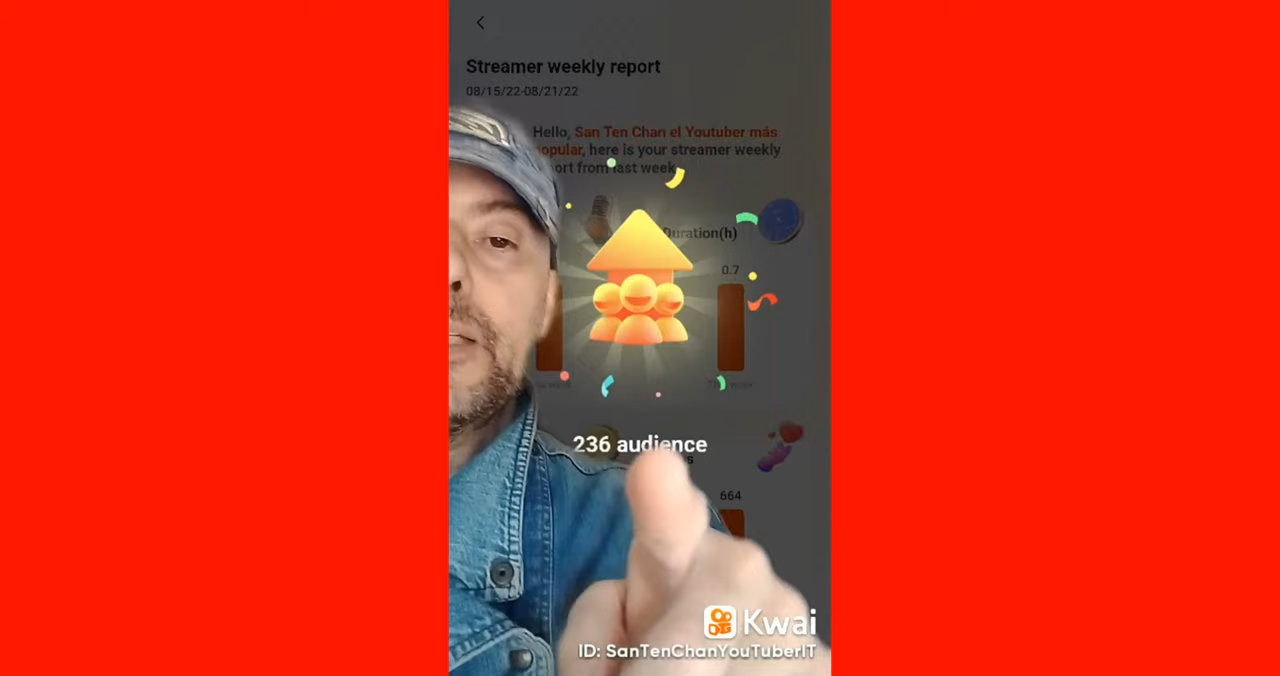 Streamer weekly report
08/15/22-08/21/22
Hello, San Ten Chan el Youtuber más
popular, here is your streamer weekly
report from last week
Duration(h)
0.7
236 audience
664
Kwai
ID: SanTenChanYouTuberIT